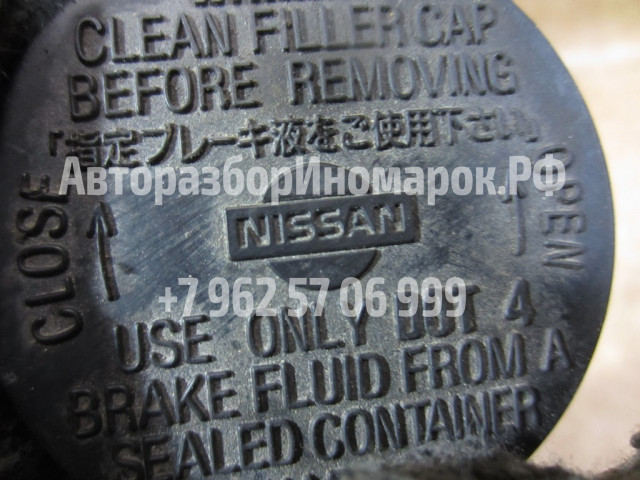 CLEAN FILLER CAP
BEFORE REMOVING
「指定ブレーキ液をご使用下さい」
АвторазборИномарок.РФ
CLOSE
OPEN
NISSAN
+7 962 57 06 999
USE ONLY DOT 4
BRAKE FLUID FROM A
SEALED CONTAINER